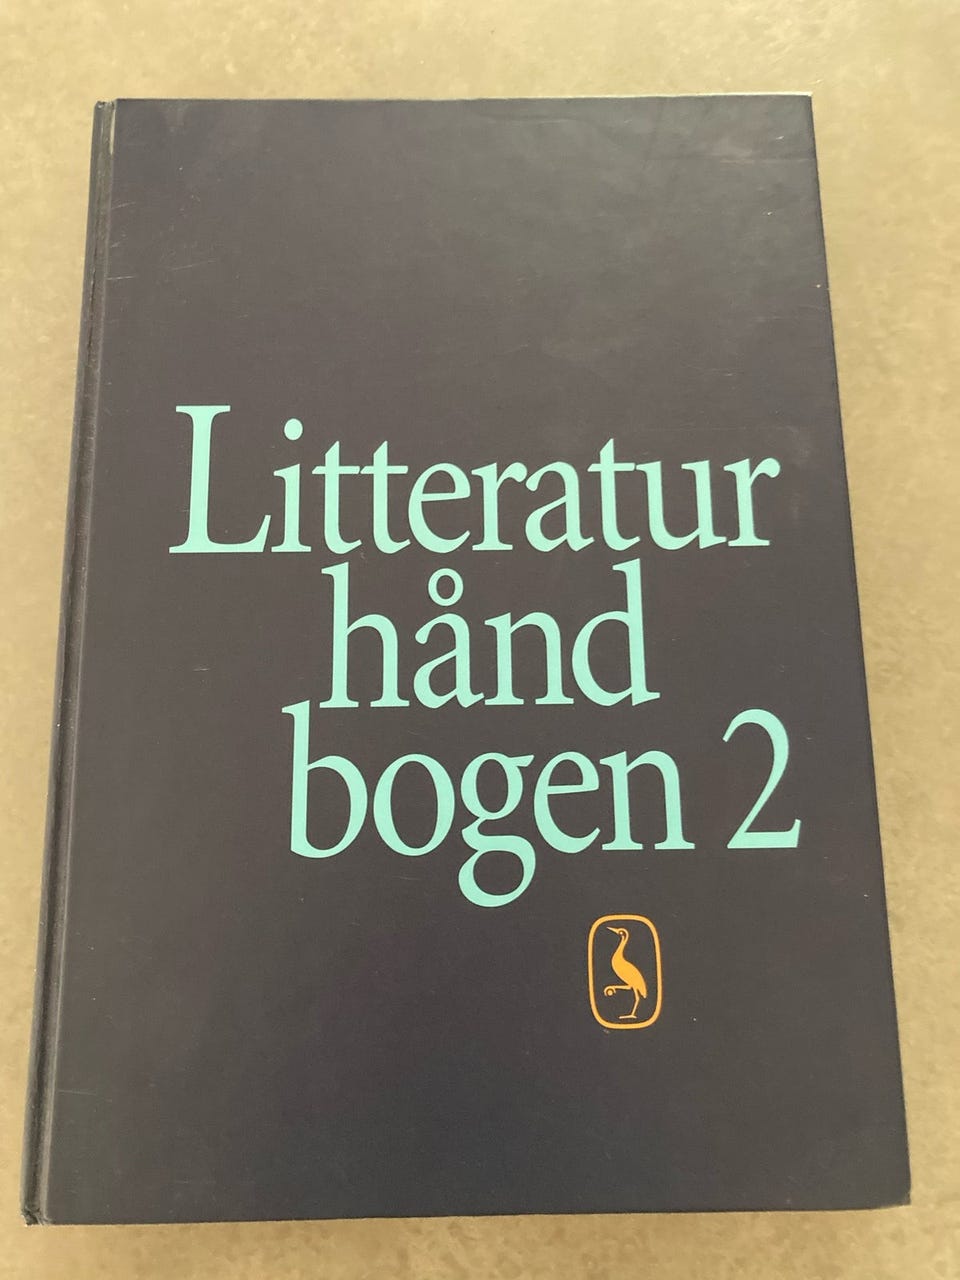 Litteratur
hånd
bogen 2